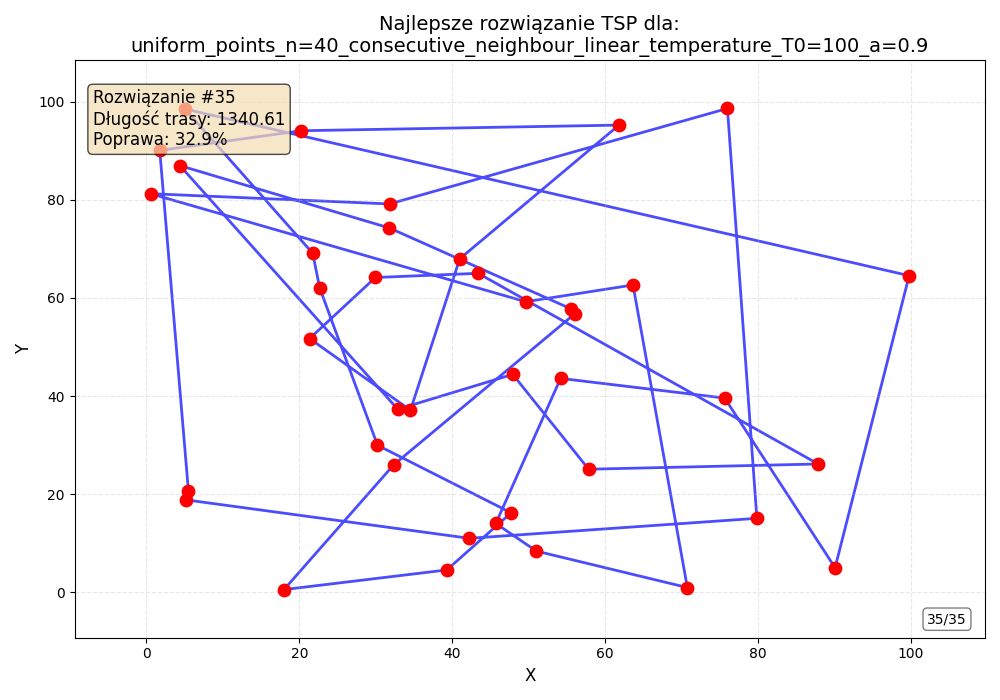 Najlepsze rozwiązanie TSP dla:
uniform_points_n=40_consecutive_neighbour_linear_temperature_T0=100_a=0.9
Rozwiązanie #35
Długość trasy: 1340.61
Poprawa: 32.9%
100
80
60
40
20
0
Y
35/35
0 20 40 60 80 100
X